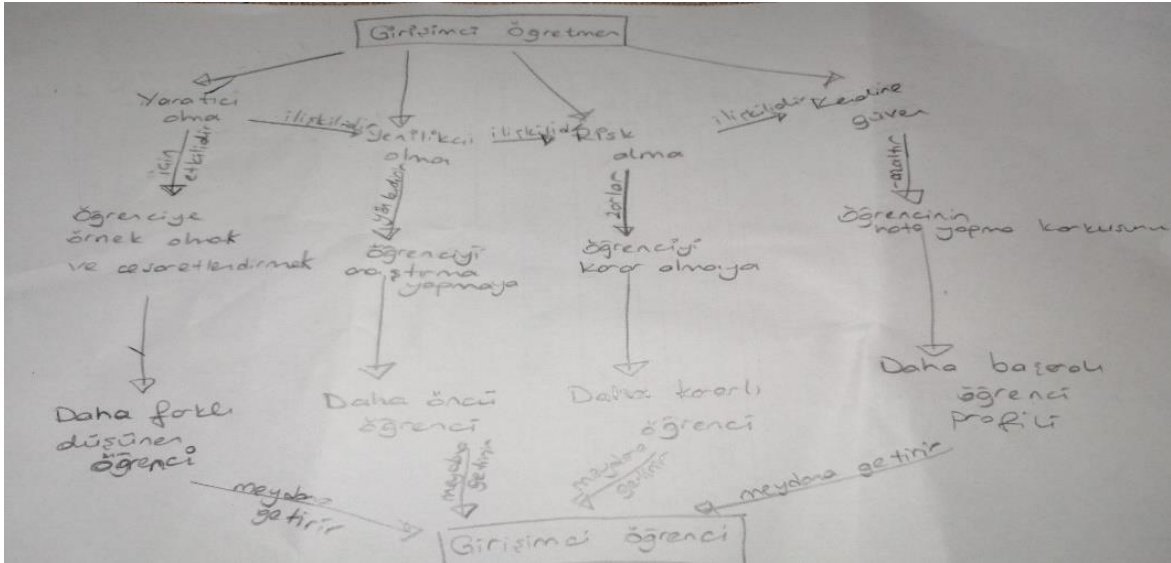 Girişimci öğretmen
Yaratıcı
olma
ilişkilidir
Yenilikçi
olma
ilişkilidir
Risk
alma
ilişkilidir
Kendine
güven
için
etkilidir
yönlendirir
zorlar
azaltır
Öğrenciye
örnek olmak
ve cesaretlendirmek
Öğrenciyi
araştırma
yapmaya
Öğrenciyi
karar almaya
Öğrencinin
hata yapma korkusunu
Daha farklı
düşünen
öğrenci
Daha öncü
öğrenci
Daha kararlı
öğrenci
Daha başarılı
öğrenci
profili
meydana
getirir
meydana
getirir
meydana
getirir
meydana getirir
Girişimci öğrenci